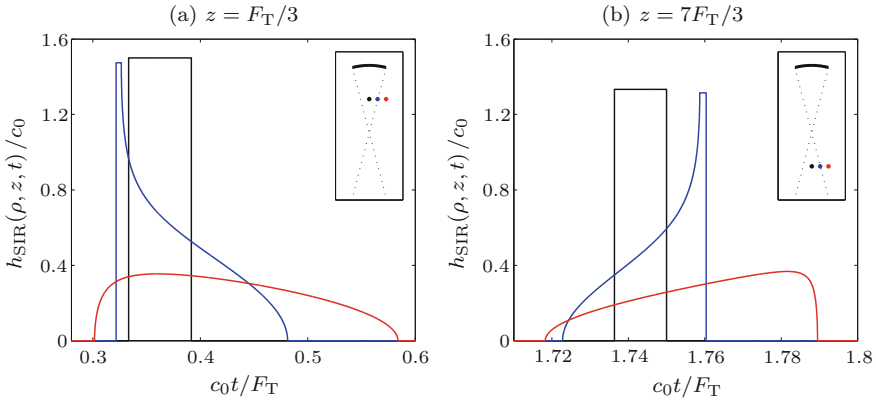 (a) z = F_T/3
1.6
1.2
0.8
0.4
0
0.3 0.4 0.5 0.6
h_SIR(ρ, z, t)/c_0
c_0t/F_T
(b) z = 7F_T/3
1.6
1.2
0.8
0.4
0
1.72 1.74 1.76 1.78 1.8
h_SIR(ρ, z, t)/c_0
c_0t/F_T